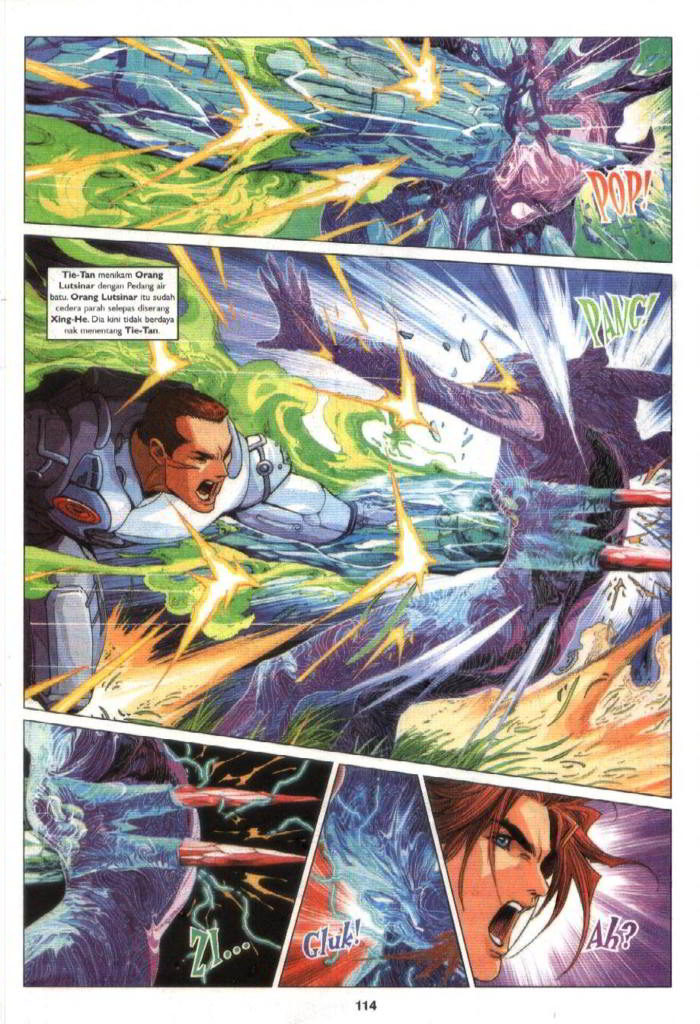 POP!
Tie-Tan menikam Orang
Lutsinar dengan Pedang air
batu. Orang Lutsinar itu sudah
cedera parah selepas diserang
Xing-He. Dia kini tidak berdaya
nak menentang Tie-Tan.
PANG!
ZI...
Gluk!
Ah?
114